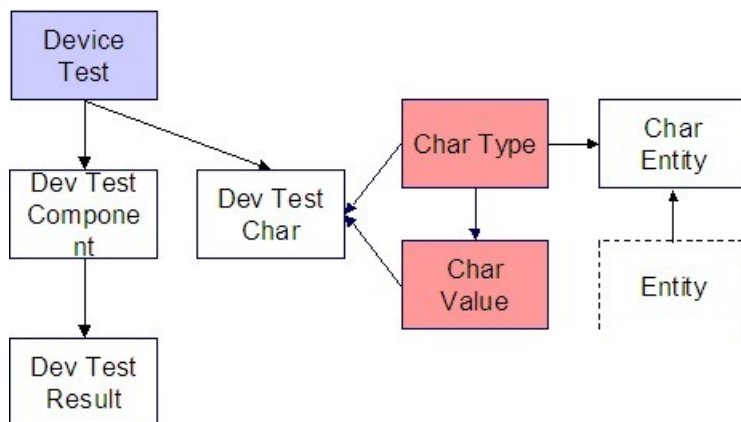 Device
Test
Char Type
Char
Entity
Dev Test
Compone
nt
Dev Test
Char
Char
Value
Entity
Dev Test
Result